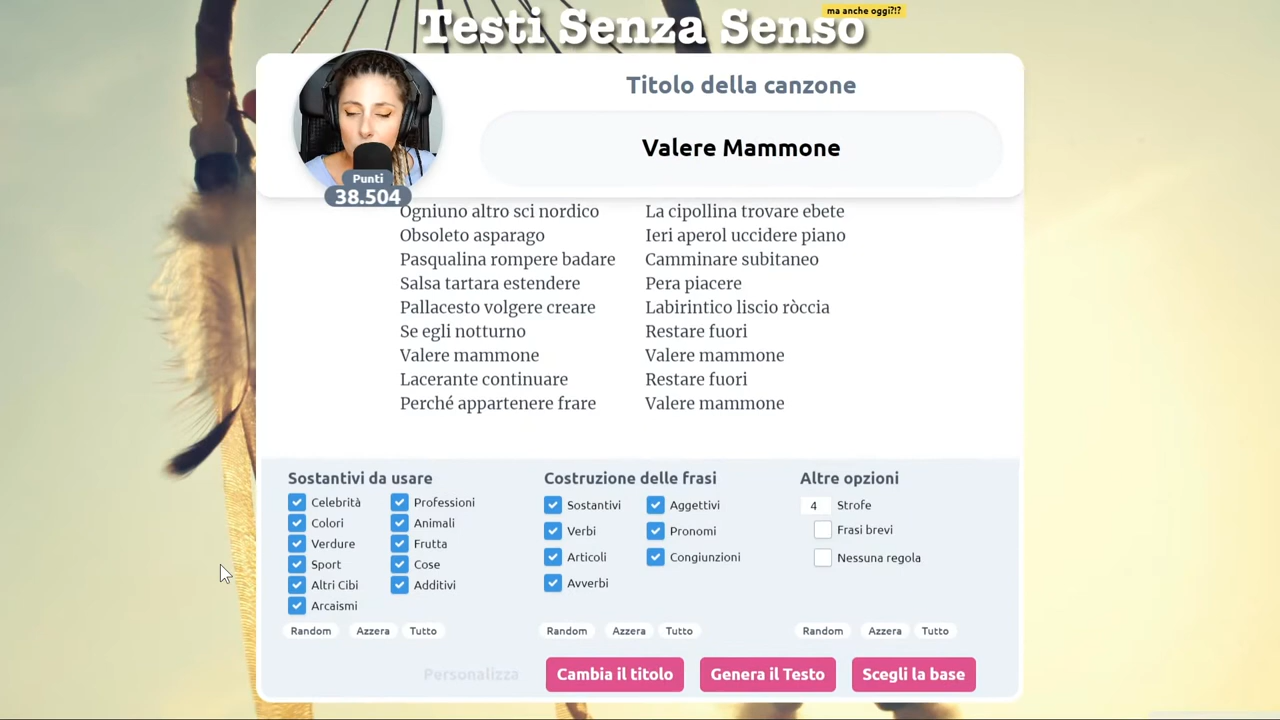 ma anche oggi?!?
Testi Senza Senso
Titolo della canzone
Valere Mammone
Punti
38.504
Ogniuno altro sci nordico
Obsoleto asparago
Pasqualina rompere badare
Salsa tartara estendere
Pallacesto volgere creare
Se egli notturno
Valere mammone
Lacerante continuare
Perché appartenere frare
La cipollina trovare ebete
Ieri aperol uccidere piano
Camminare subitaneo
Pera piacere
Labirintico liscio ròccia
Restare fuori
Valere mammone
Restare fuori
Valere mammone
Sostantivi da usare
Celebrità
Colori
Verdure
Sport
Altri Cibi
Arcaismi
Professioni
Animali
Frutta
Cose
Additivi
Random Azzera Tutto
Costruzione delle frasi
Sostantivi
Verbi
Articoli
Avverbi
Aggettivi
Pronomi
Congiunzioni
Random Azzera Tutto
Altre opzioni
4 Strofe
Frasi brevi
Nessuna regola
Random Azzera Tutto
Personalizza
Cambia il titolo
Genera il Testo
Scegli la base